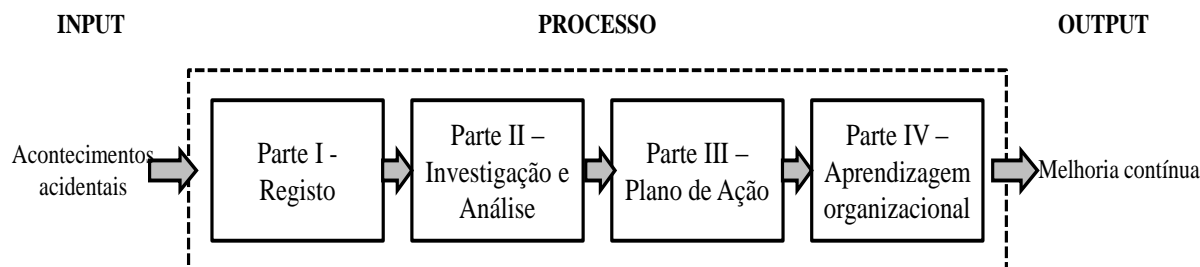 INPUT
PROCESSO
OUTPUT
Acontecimentos
acidentais
Parte I -
Registo
Parte II –
Investigação e
Análise
Parte III –
Plano de Ação
Parte IV –
Aprendizagem
organizacional
Melhoria contínua